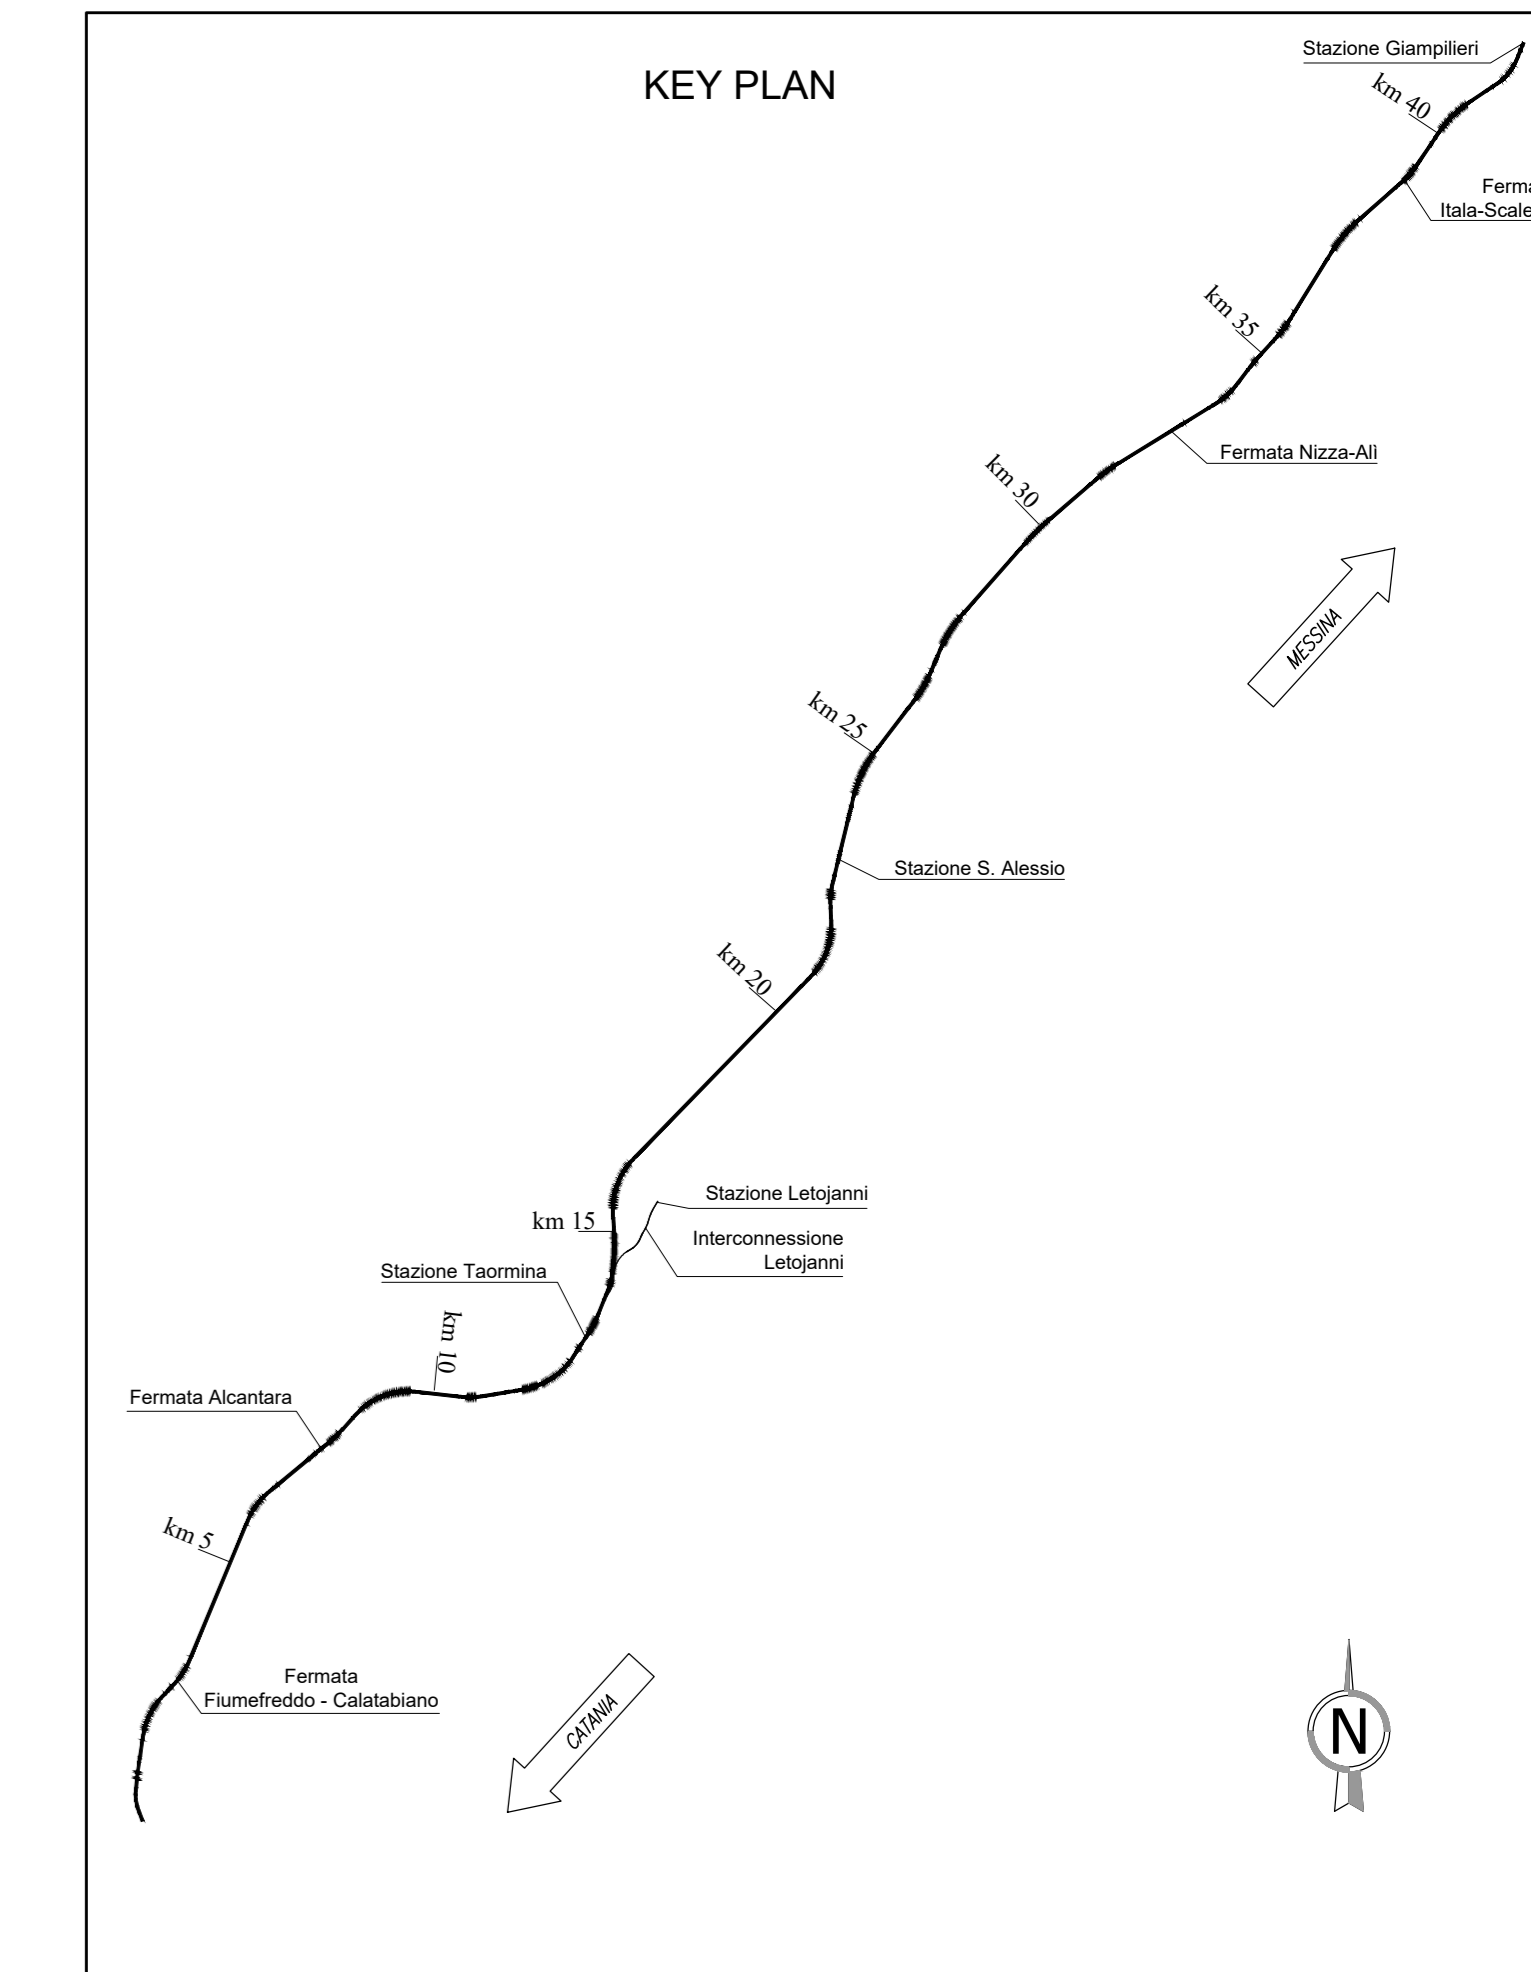 KEY PLAN
Stazione Giampilieri
km 40
Itala-Scale
km 35
Fermata Nizza-Alì
km 30
MESSINA
km 25
Stazione S. Alessio
km 20
Stazione Letojanni
km 15
Interconnessione
Letojanni
Stazione Taormina
km 10
Fermata Alcantara
km 5
Fermata
Fiumefreddo - Calatabiano
CATANIA
N